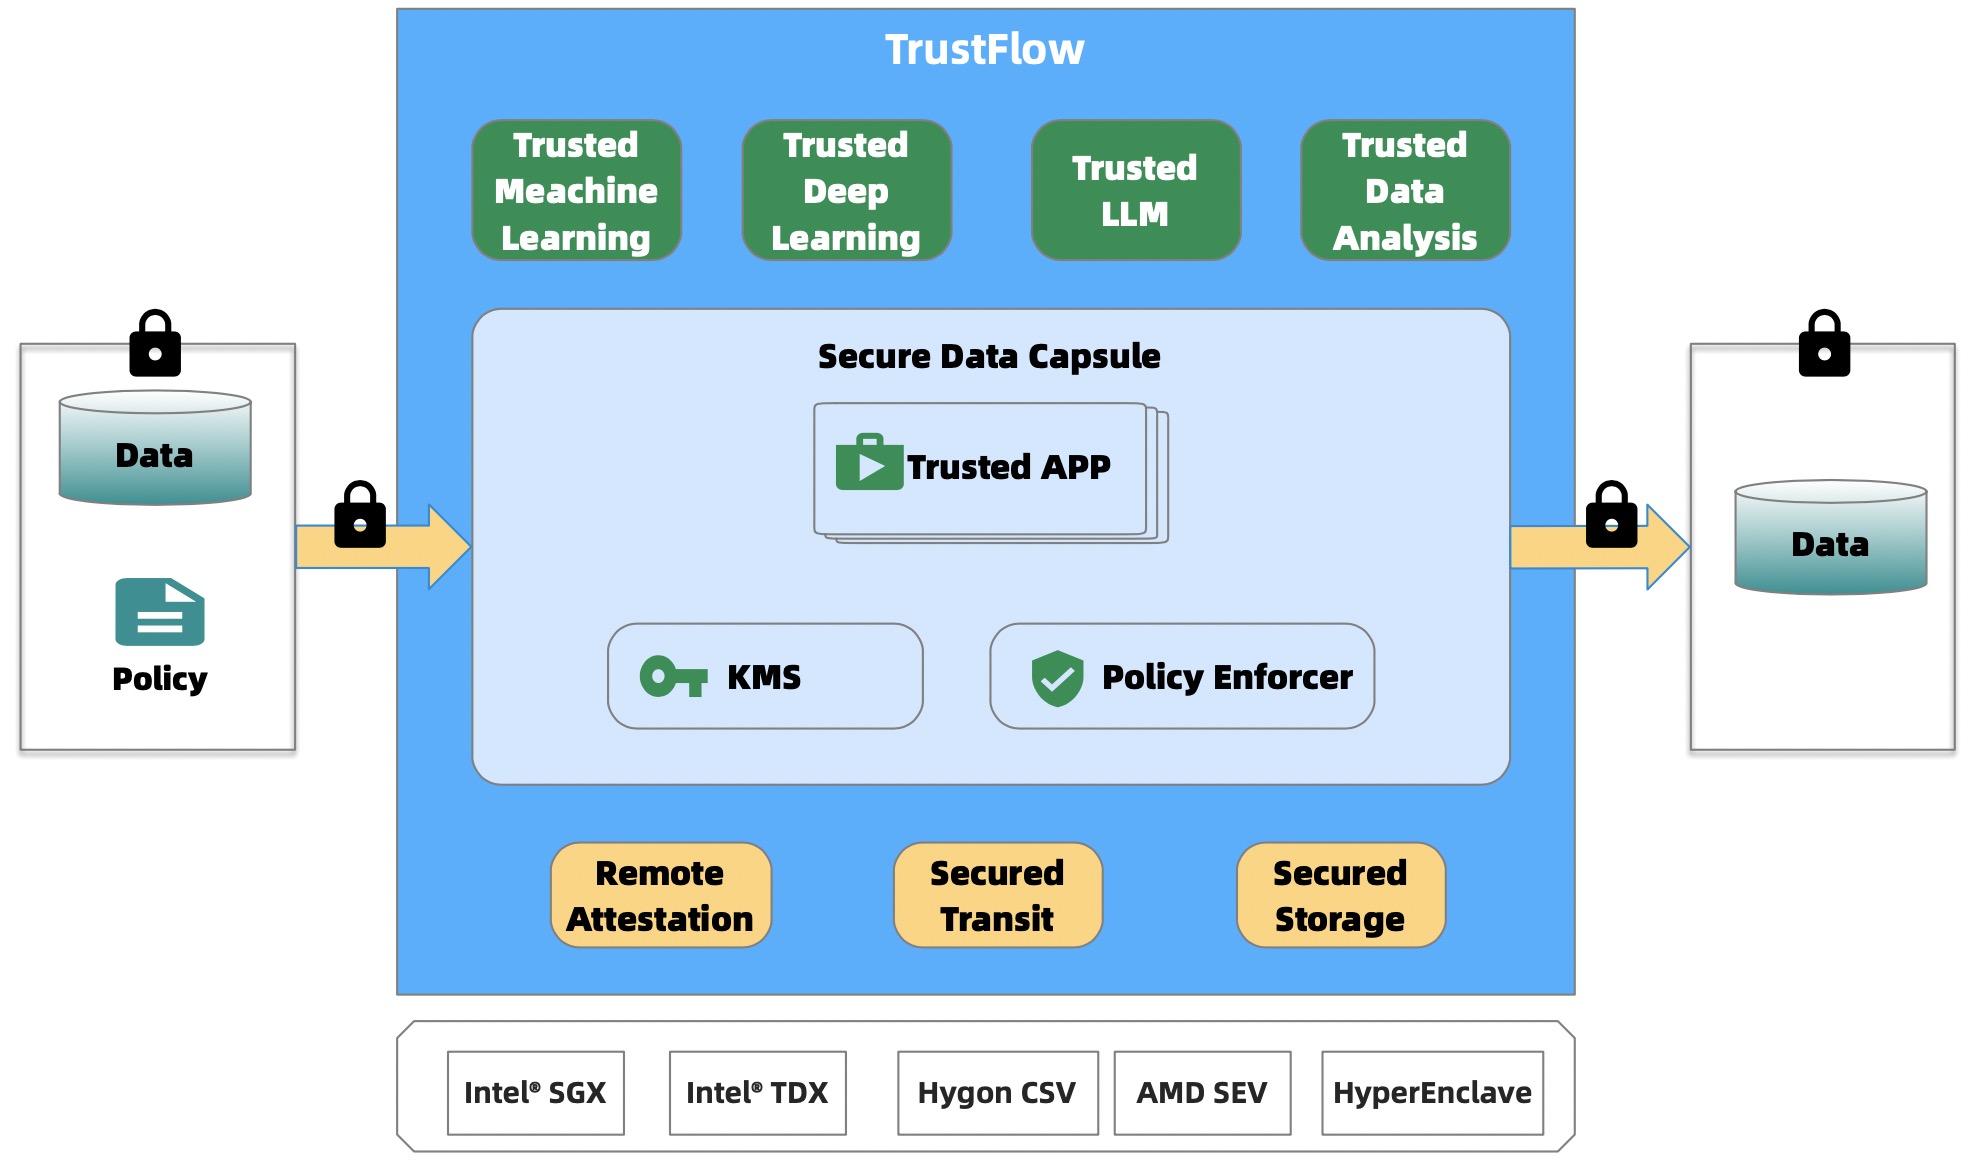 TrustFlow
Trusted
Meachine
Learning
Trusted
Deep
Learning
Trusted
LLM
Trusted
Data
Analysis
Data
Policy
Secure Data Capsule
Trusted APP
KMS
Policy Enforcer
Data
Remote
Attestation
Secured
Transit
Secured
Storage
Intel® SGX
Intel® TDX
Hygon CSV
AMD SEV
HyperEnclave